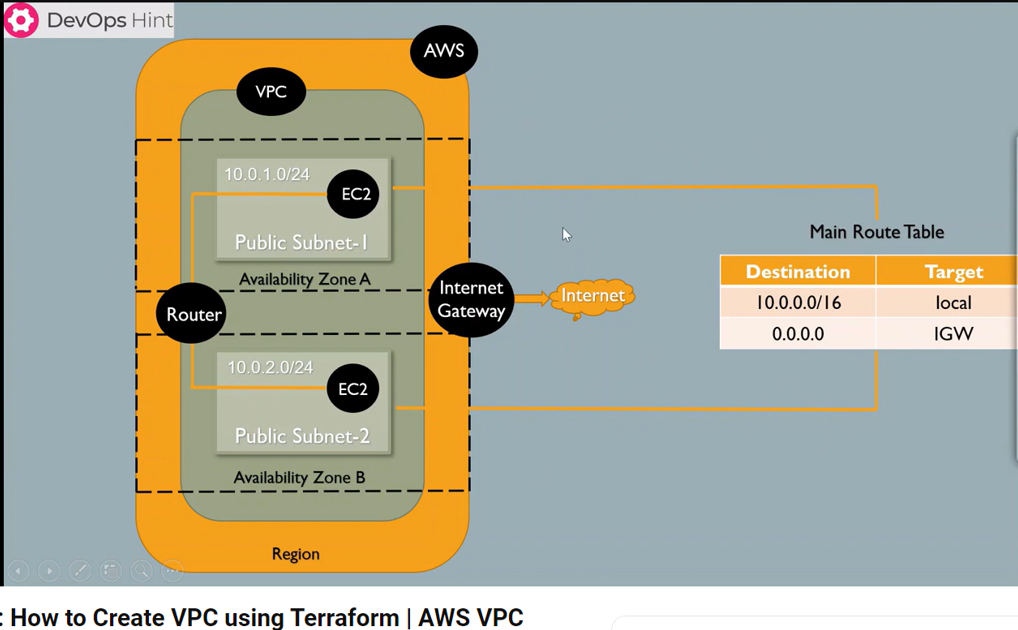 DevOps Hint
AWS
VPC
10.0.1.0/24
EC2
Public Subnet-1
Availability Zone A
Router
Internet
Gateway
Internet
10.0.2.0/24
EC2
Public Subnet-2
Availability Zone B
Region
Main Route Table
Destination Target
10.0.0.0/16 local
0.0.0.0 IGW
: How to Create VPC using Terraform | AWS VPC